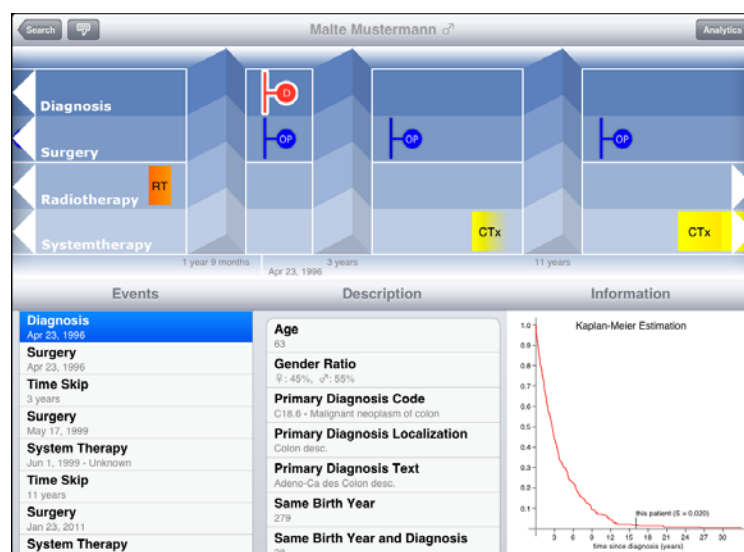 Search
Malte Mustermann ♂
Analytics
Diagnosis
D
Surgery
OP
OP
OP
Radiotherapy
RT
Systemtherapy
CTx
CTx
1 year 9 months
3 years
11 years
Apr 23, 1996
Events
Description
Information
Diagnosis
Apr 23, 1996
Surgery
Apr 23, 1996
Time Skip
3 years
Surgery
May 17, 1999
System Therapy
Jun 1, 1999 - Unknown
Time Skip
11 years
Surgery
Jan 23, 2011
System Therapy
Age
63
Gender Ratio
♀: 45%, ♂: 55%
Primary Diagnosis Code
C18.6 - Malignant neoplasm of colon
Primary Diagnosis Localization
Colon desc.
Primary Diagnosis Text
Adeno-Ca des Colon desc.
Same Birth Year
279
Same Birth Year and Diagnosis
Kaplan-Meier Estimation
1.0
0.9
0.8
0.7
0.6
0.5
0.4
0.3
0.2
0.1
this patient (S = 0.020)
3 6 9 12 15 18 21 24 27 30
time since diagnosis (years)